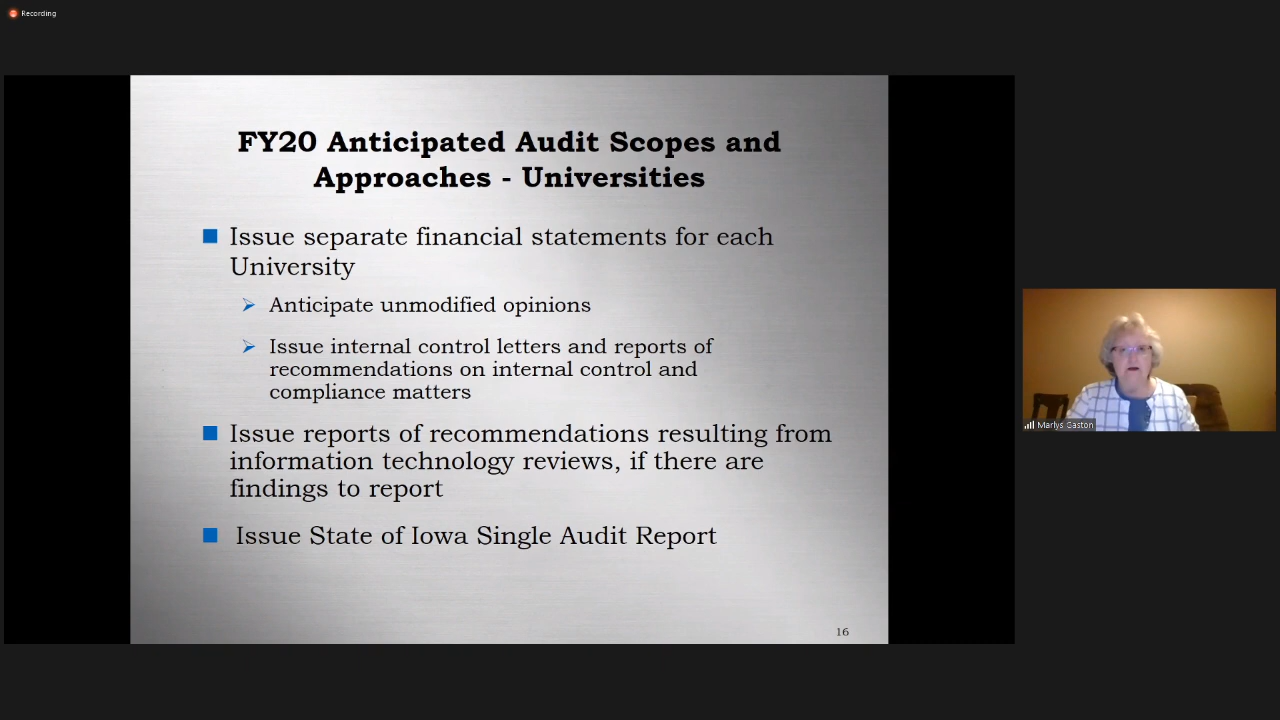 Recording
FY20 Anticipated Audit Scopes and
Approaches - Universities
Issue separate financial statements for each
University
Anticipate unmodified opinions
Issue internal control letters and reports of
recommendations on internal control and
compliance matters
Issue reports of recommendations resulting from
information technology reviews, if there are
findings to report
Issue State of Iowa Single Audit Report
16
Marlys Gaston